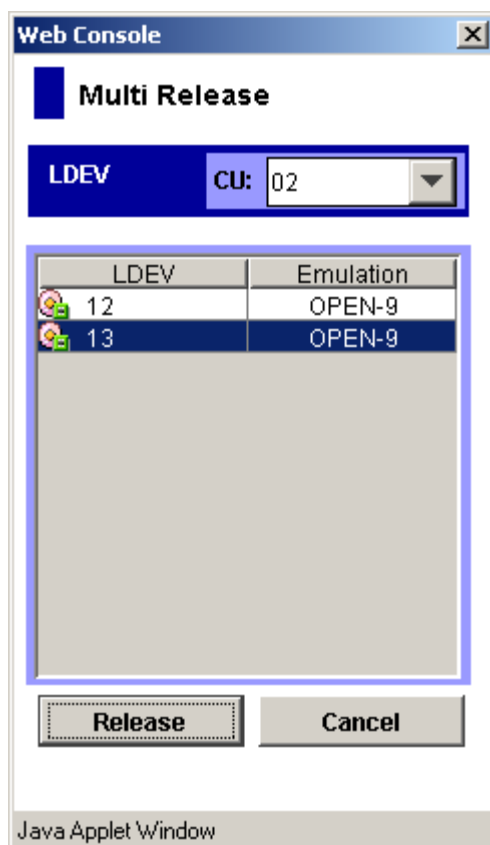 Web Console
Multi Release
LDEV CU: 02
LDEV Emulation
12 OPEN-9
13 OPEN-9
Release Cancel
Java Applet Window